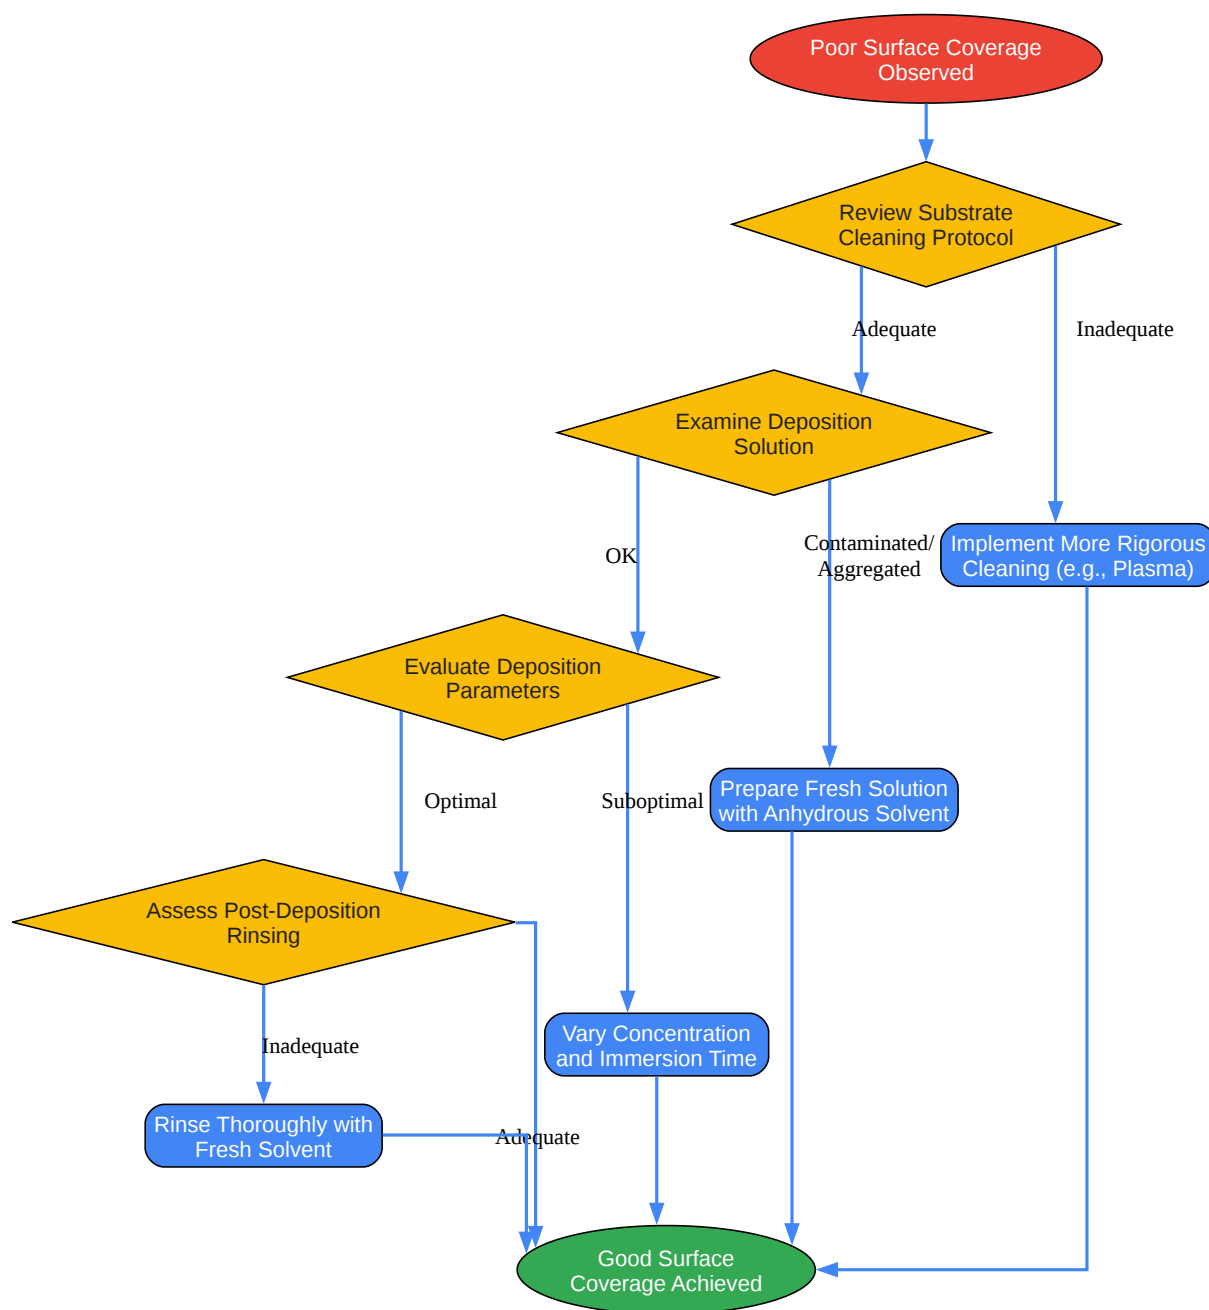 Poor Surface Coverage
Observed
Review Substrate
Cleaning Protocol
Adequate
Inadequate
Examine Deposition
Solution
OK
Contaminated/
Aggregated
Implement More Rigorous
Cleaning (e.g., Plasma)
Evaluate Deposition
Parameters
Optimal
Suboptimal
Prepare Fresh Solution
with Anhydrous Solvent
Assess Post-Deposition
Rinsing
Inadequate
Vary Concentration
and Immersion Time
Rinse Thoroughly with
Fresh Solvent
Adequate
Good Surface
Coverage Achieved